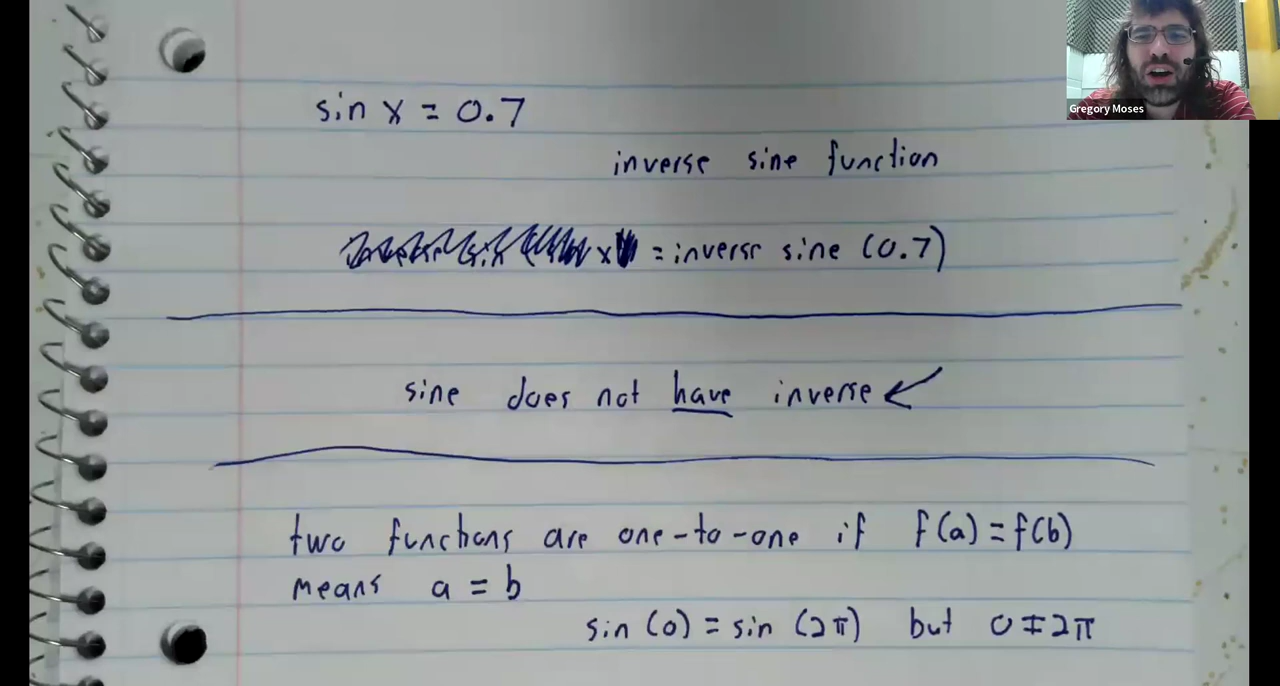 sin x = 0.7
Gregory Moses
inverse sine function
x = inverse sine (0.7)
sine does not have inverse
two functions are one-to-one if f(a) = f(b)
means a = b
sin (0) = sin (2π) but 0 ≠ 2π